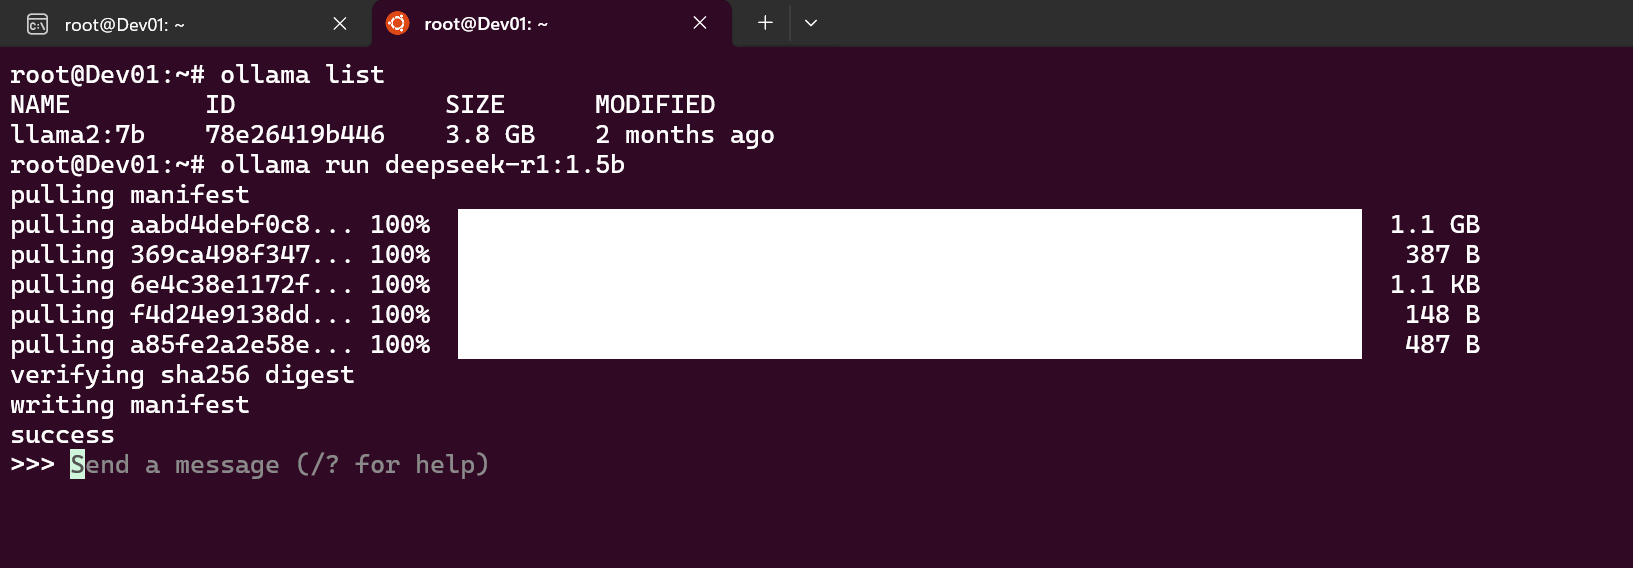 root@Dev01: ~
root@Dev01: ~
root@Dev01:~# ollama list
NAME         ID              SIZE      MODIFIED
llama2:7b    78e26419b446    3.8 GB    2 months ago
root@Dev01:~# ollama run deepseek-r1:1.5b
pulling manifest
pulling aabd4debf0c8... 100% 1.1 GB
pulling 369ca498f347... 100% 387 B
pulling 6e4c38e1172f... 100% 1.1 KB
pulling f4d24e9138dd... 100% 148 B
pulling a85fe2a2e58e... 100% 487 B
verifying sha256 digest
writing manifest
success
>>> Send a message (/? for help)